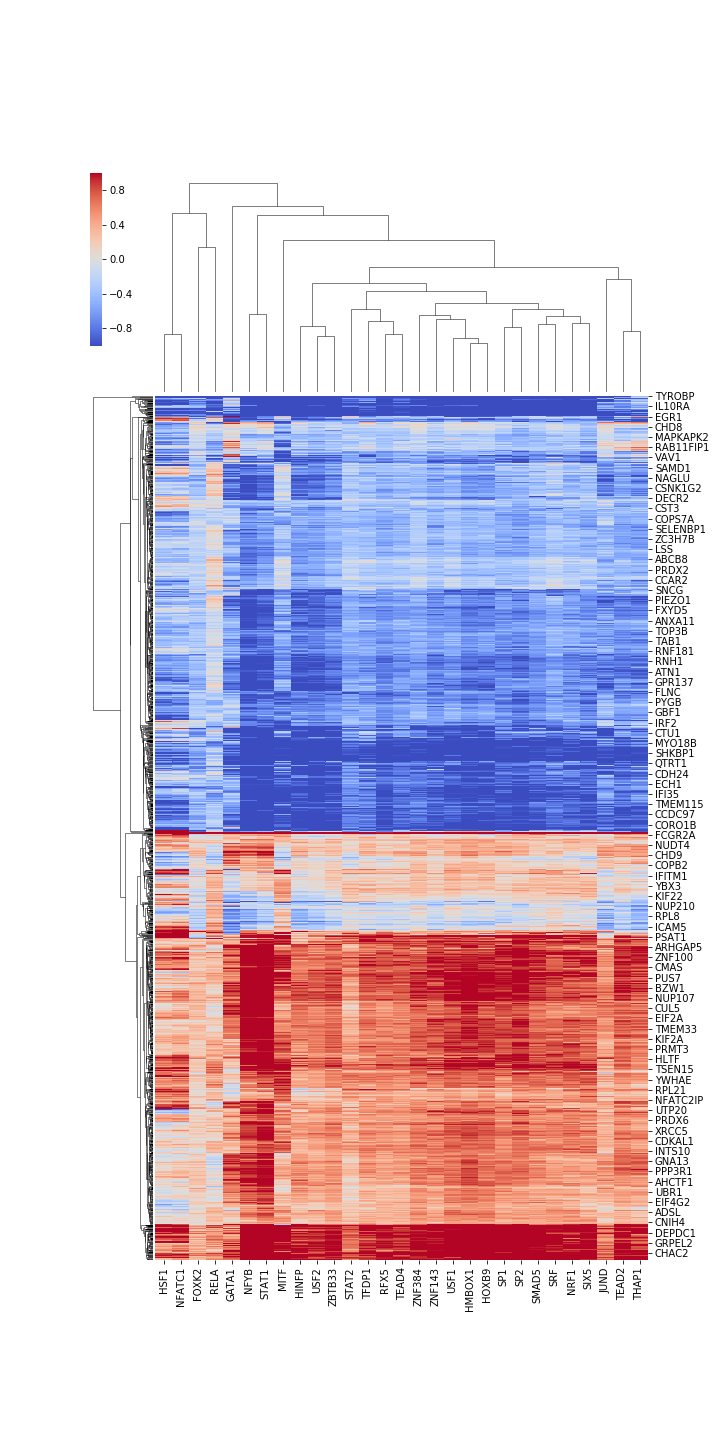 0.8
0.4
0.0
−0.4
−0.8
TYROBP
IL10RA
EGR1
CHD8
MAPKAPK2
RAB11FIP1
VAV1
SAMD1
NAGLU
CSNK1G2
DECR2
CST3
COPS7A
SELENBP1
ZC3H7B
LSS
ABCB8
PRDX2
CCAR2
SNCG
PIEZO1
FXYD5
ANXA11
TOP3B
TAB1
RNF181
RNH1
ATN1
GPR137
FLNC
PYGB
GBF1
IRF2
CTU1
MYO18B
SHKBP1
QTRT1
CDH24
ECH1
IFI35
TMEM115
CCDC97
CORO1B
FCGR2A
NUDT4
CHD9
COPB2
IFITM1
YBX3
KIF22
NUP210
RPL8
ICAM5
PSAT1
ARHGAP5
ZNF100
CMAS
PUS7
BZW1
NUP107
CUL5
EIF2A
TMEM33
KIF2A
PRMT3
HLTF
TSEN15
YWHAE
RPL21
NFATC2IP
UTP20
PRDX6
XRCC5
CDKAL1
INTS10
GNA13
PPP3R1
AHCTF1
UBR1
EIF4G2
ADSL
CNIH4
DEPDC1
GRPEL2
CHAC2
HSF1
NFATC1
FOXK2
RELA
GATA1
NFYB
STAT1
MITF
HINFP
USF2
ZBTB33
STAT2
TFDP1
RFX5
TEAD4
ZNF384
ZNF143
USF1
HMBOX1
HOXB9
SP1
SP2
SMAD5
SRF
NRF1
SIX5
JUND
TEAD2
THAP1